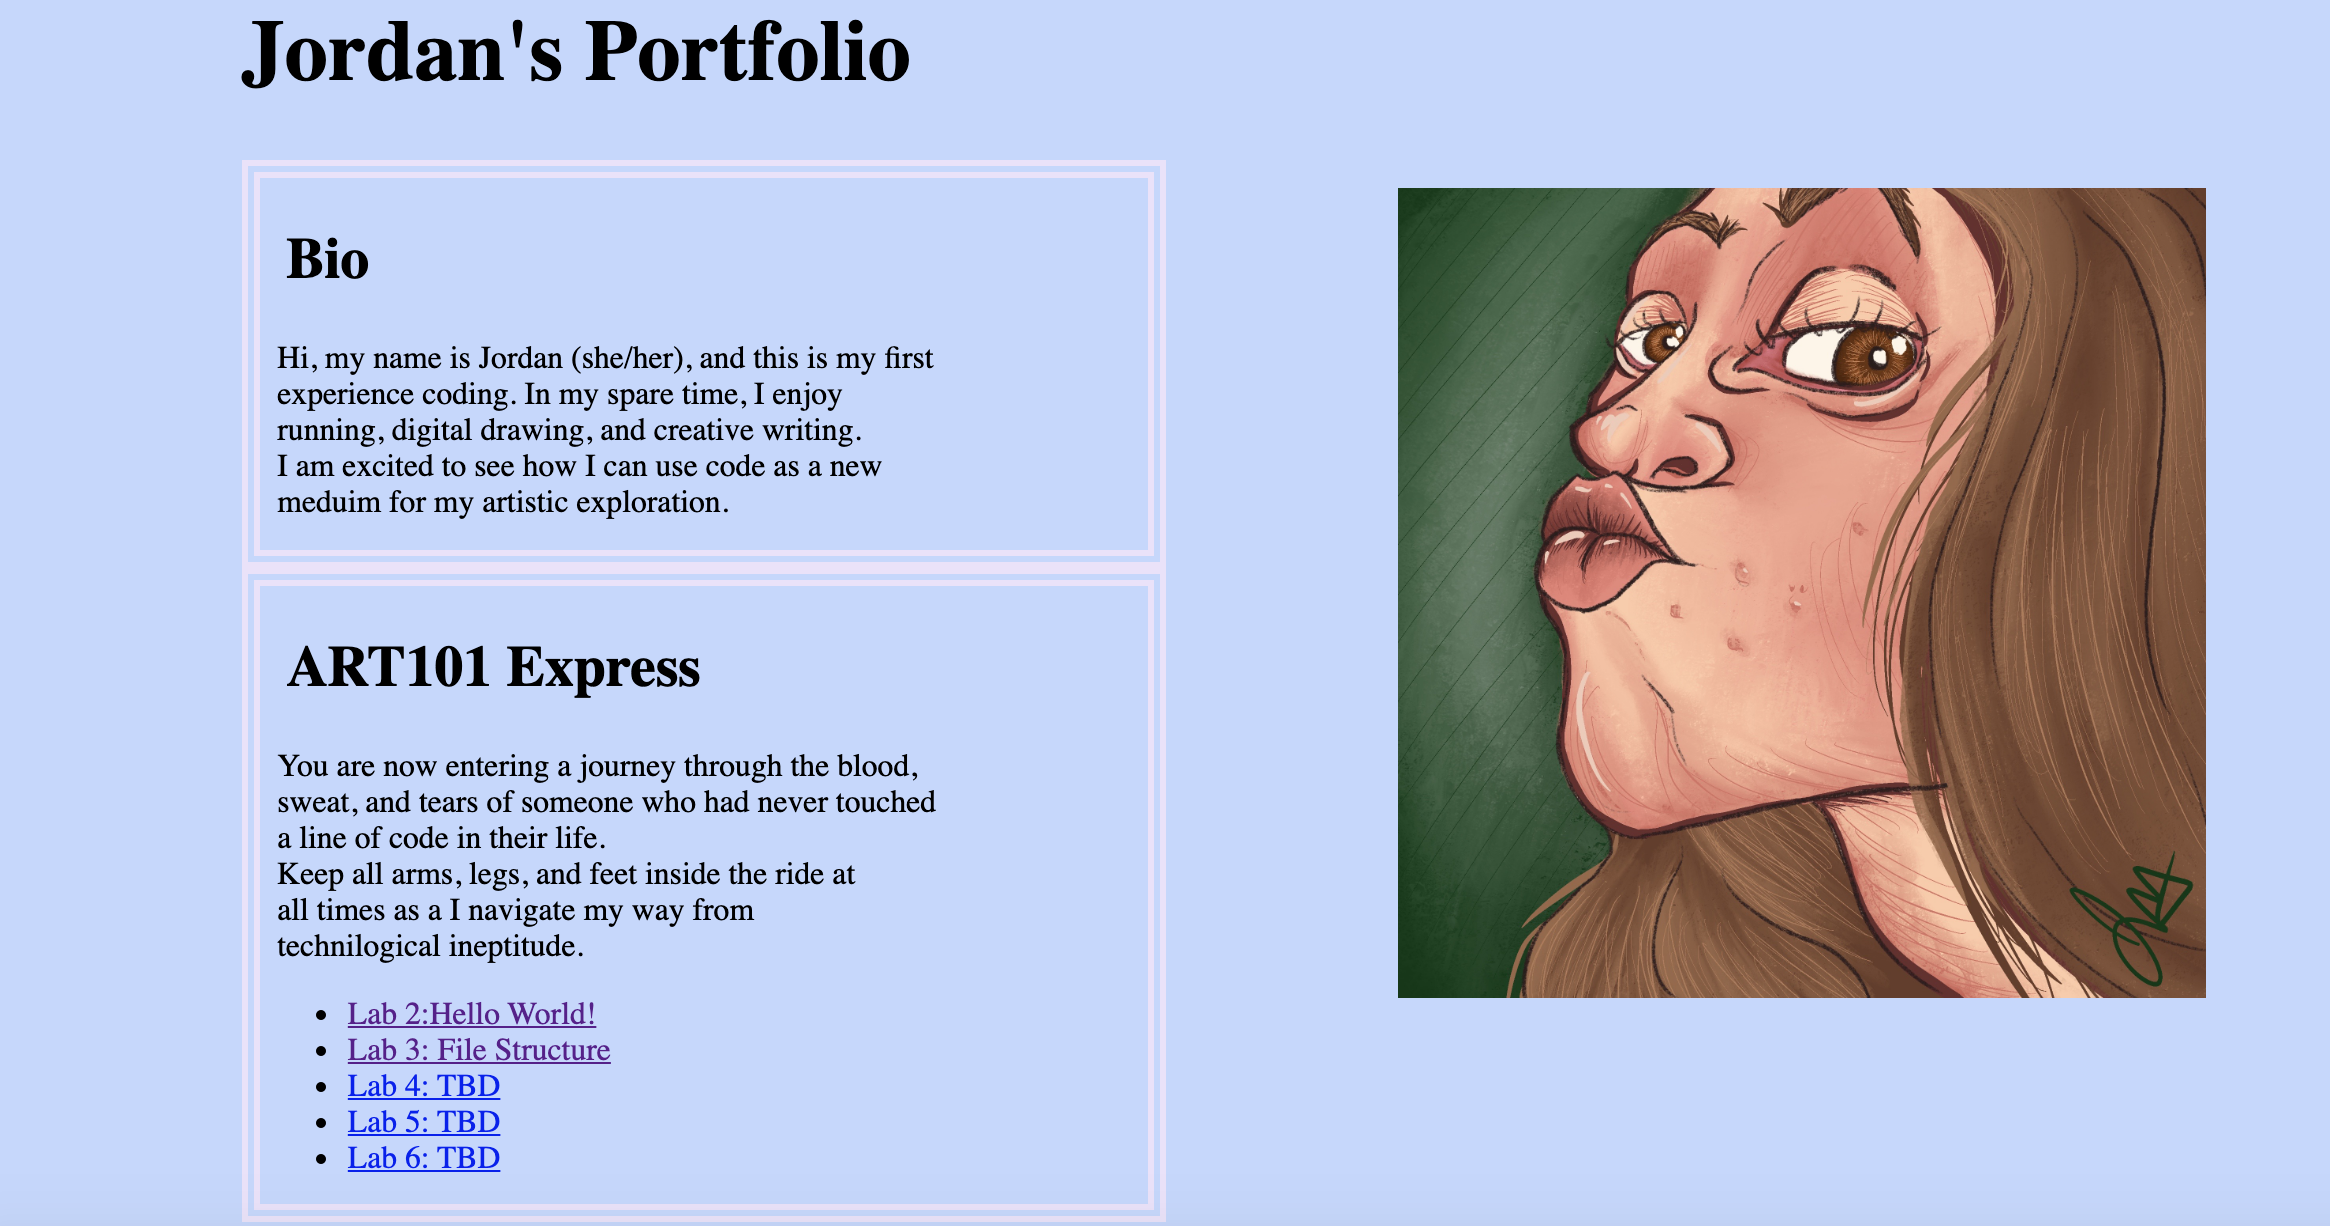 Jordan's Portfolio
Bio
Hi, my name is Jordan (she/her), and this is my first
experience coding. In my spare time, I enjoy
running, digital drawing, and creative writing.
I am excited to see how I can use code as a new
meduim for my artistic exploration.
ART101 Express
You are now entering a journey through the blood,
sweat, and tears of someone who had never touched
a line of code in their life.
Keep all arms, legs, and feet inside the ride at
all times as a I navigate my way from
technilogical ineptitude.
Lab 2:Hello World!
Lab 3: File Structure
Lab 4: TBD
Lab 5: TBD
Lab 6: TBD